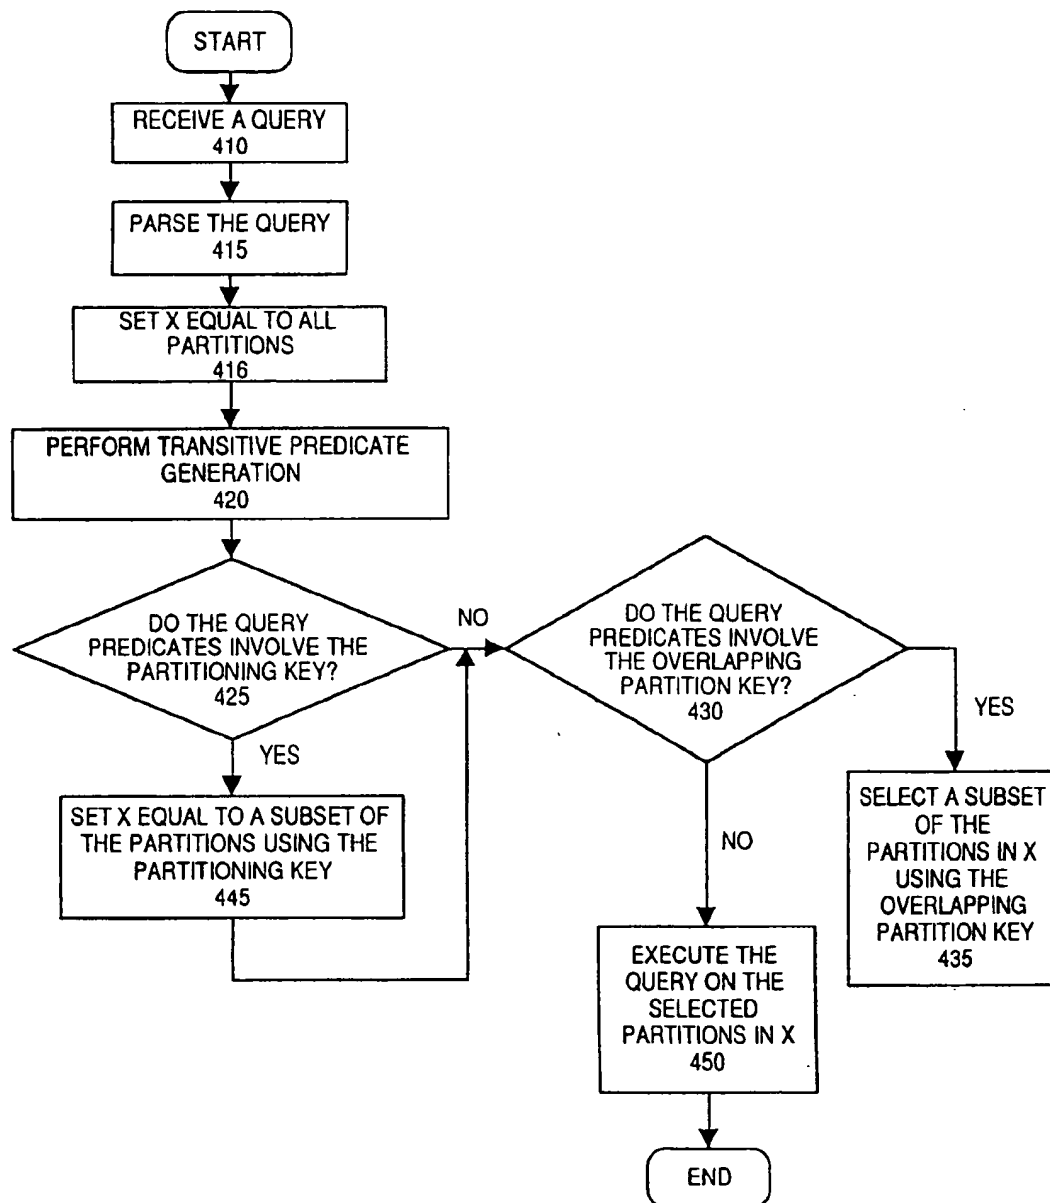 START
RECEIVE A QUERY
410
PARSE THE QUERY
415
SET X EQUAL TO ALL
PARTITIONS
416
PERFORM TRANSITIVE PREDICATE
GENERATION
420
DO THE QUERY
PREDICATES INVOLVE THE
PARTITIONING KEY?
425
NO
YES
SET X EQUAL TO A SUBSET OF
THE PARTITIONS USING THE
PARTITIONING KEY
445
DO THE QUERY
PREDICATES INVOLVE
THE OVERLAPPING
PARTITION KEY?
430
YES
NO
SELECT A SUBSET
OF THE
PARTITIONS IN X
USING THE
OVERLAPPING
PARTITION KEY
435
EXECUTE THE
QUERY ON THE
SELECTED
PARTITIONS IN X
450
END